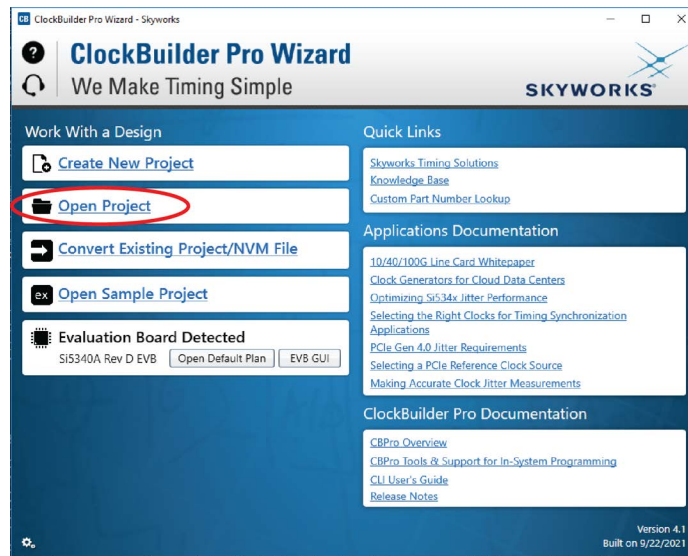 CB ClockBuilder Pro Wizard - Skyworks
?
ClockBuilder Pro Wizard
We Make Timing Simple
SKYWORKS®
Work With a Design
Create New Project
Open Project
Convert Existing Project/NVM File
ex Open Sample Project
Evaluation Board Detected
Si5340A Rev D EVB Open Default Plan EVB GUI
Quick Links
Skyworks Timing Solutions
Knowledge Base
Custom Part Number Lookup
Applications Documentation
10/40/100G Line Card Whitepaper
Clock Generators for Cloud Data Centers
Optimizing Si534x Jitter Performance
Selecting the Right Clocks for Timing Synchronization
Applications
PCIe Gen 4.0 Jitter Requirements
Selecting a PCIe Reference Clock Source
Making Accurate Clock Jitter Measurements
ClockBuilder Pro Documentation
CBPro Overview
CBPro Tools & Support for In-System Programming
CLI User's Guide
Release Notes
Version 4.1
Built on 9/22/2021